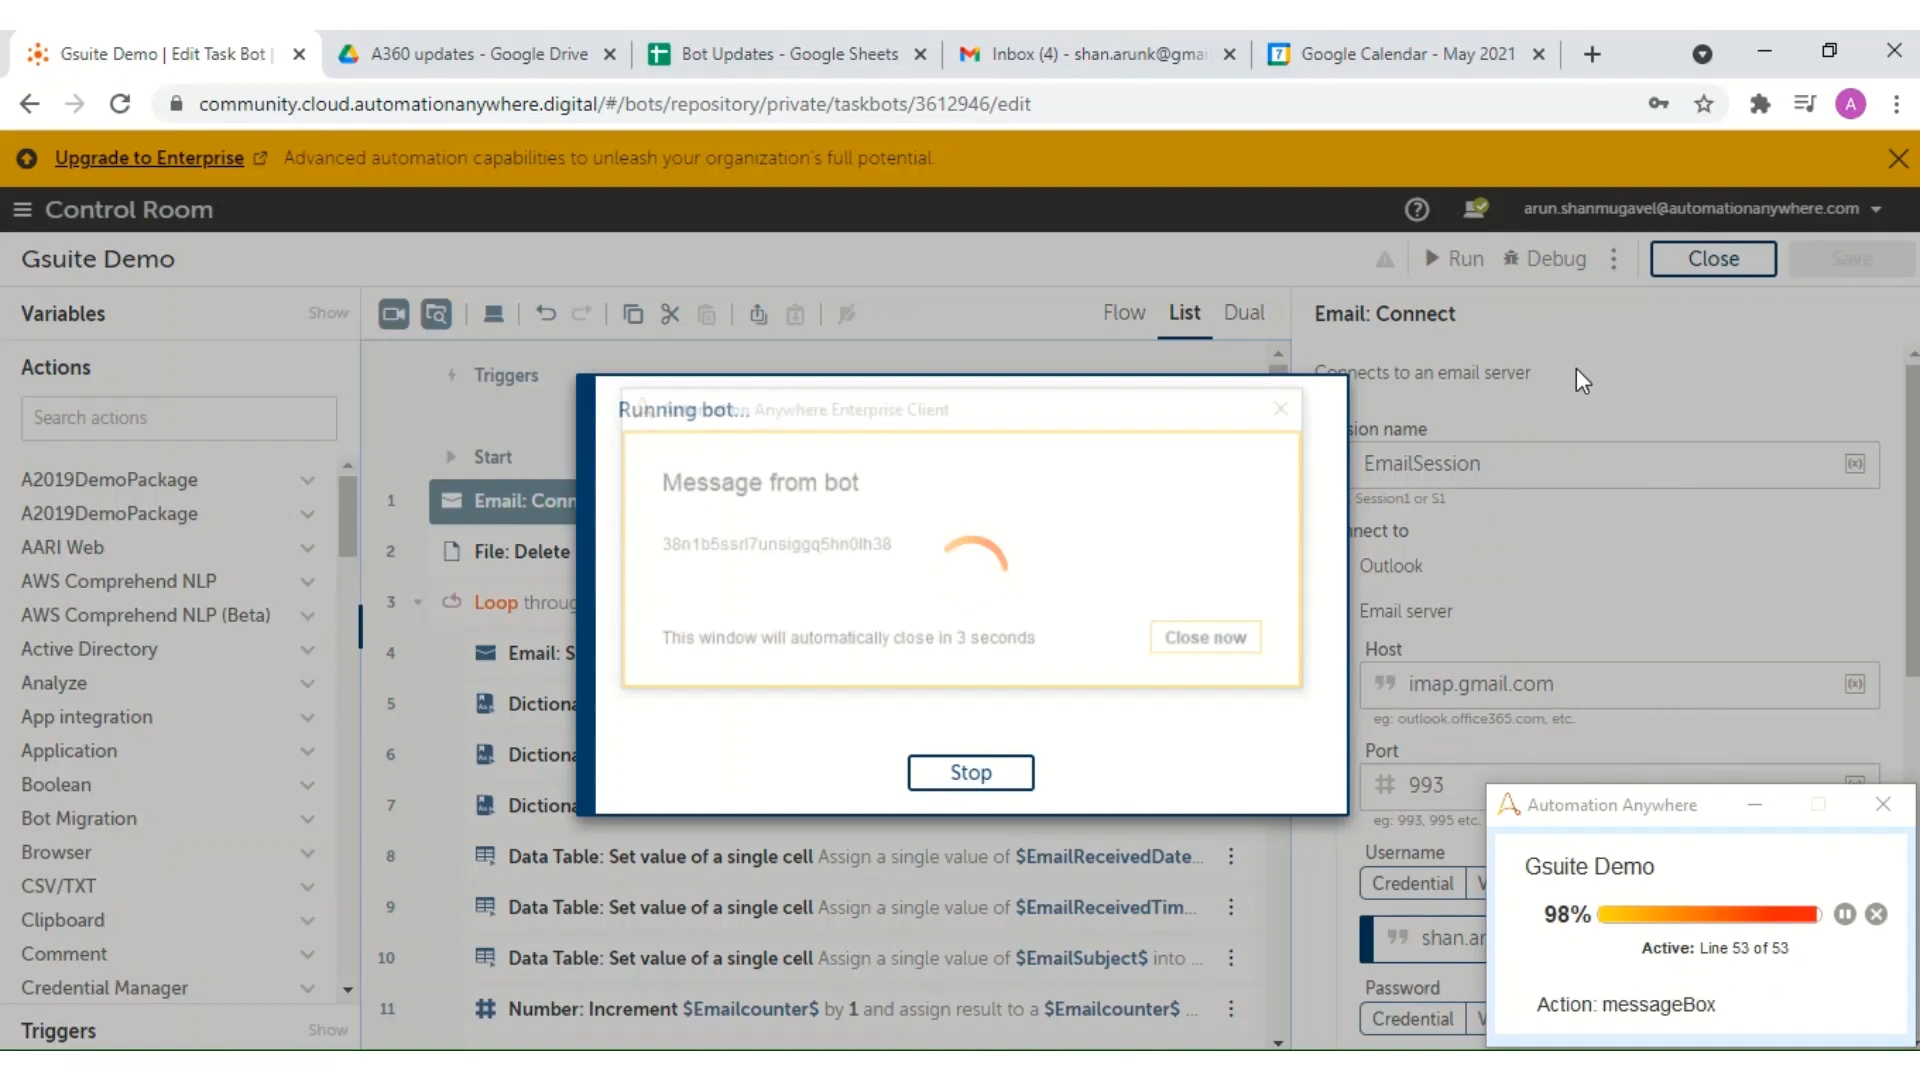 Gsuite Demo | Edit Task Bot |
A360 updates - Google Drive
Bot Updates - Google Sheets
Inbox (4) - shan.arunk@gmai
7
Google Calendar - May 2021
community.cloud.automationanywhere.digital/#/bots/repository/private/taskbots/3612946/edit
A
Upgrade to Enterprise
Advanced automation capabilities to unleash your organization's full potential.
Control Room
arun.shanmugavel@automationanywhere.com
Gsuite Demo
Run
Debug
Close
Save
Variables
Show
Flow
List
Dual
Email: Connect
Actions
Search actions
A2019DemoPackage
A2019DemoPackage
AARI Web
AWS Comprehend NLP
AWS Comprehend NLP (Beta)
Active Directory
Analyze
App integration
Application
Boolean
Bot Migration
Browser
CSV/TXT
Clipboard
Comment
Credential Manager
Triggers
Show
Triggers
Start
1 Email: Conn
2 File: Delete
3 Loop throug
4 Email: S
5 Dictiona
6 Dictiona
7 Dictiona
8 Data Table: Set value of a single cell Assign a single value of $EmailReceivedDate...
9 Data Table: Set value of a single cell Assign a single value of $EmailReceivedTim...
10 Data Table: Set value of a single cell Assign a single value of $EmailSubject$ into ...
11 Number: Increment $Emailcounter$ by 1 and assign result to a $Emailcounter$ ...
Running bot...
Anywhere Enterprise Client
Message from bot
38n1b5ssrl7unsiggq5hn0lh38
This window will automatically close in 3 seconds
Close now
Stop
Connects to an email server
sion name
EmailSession
(x)
Session1 or S1
nnect to
Outlook
Email server
Host
imap.gmail.com
(x)
eg: outlook.office365.com, etc.
Port
# 993
eg: 993, 995 etc.
Username
Credential
V
shan.ar
Password
Credential
V
Automation Anywhere
Gsuite Demo
98%
Active: Line 53 of 53
Action: messageBox